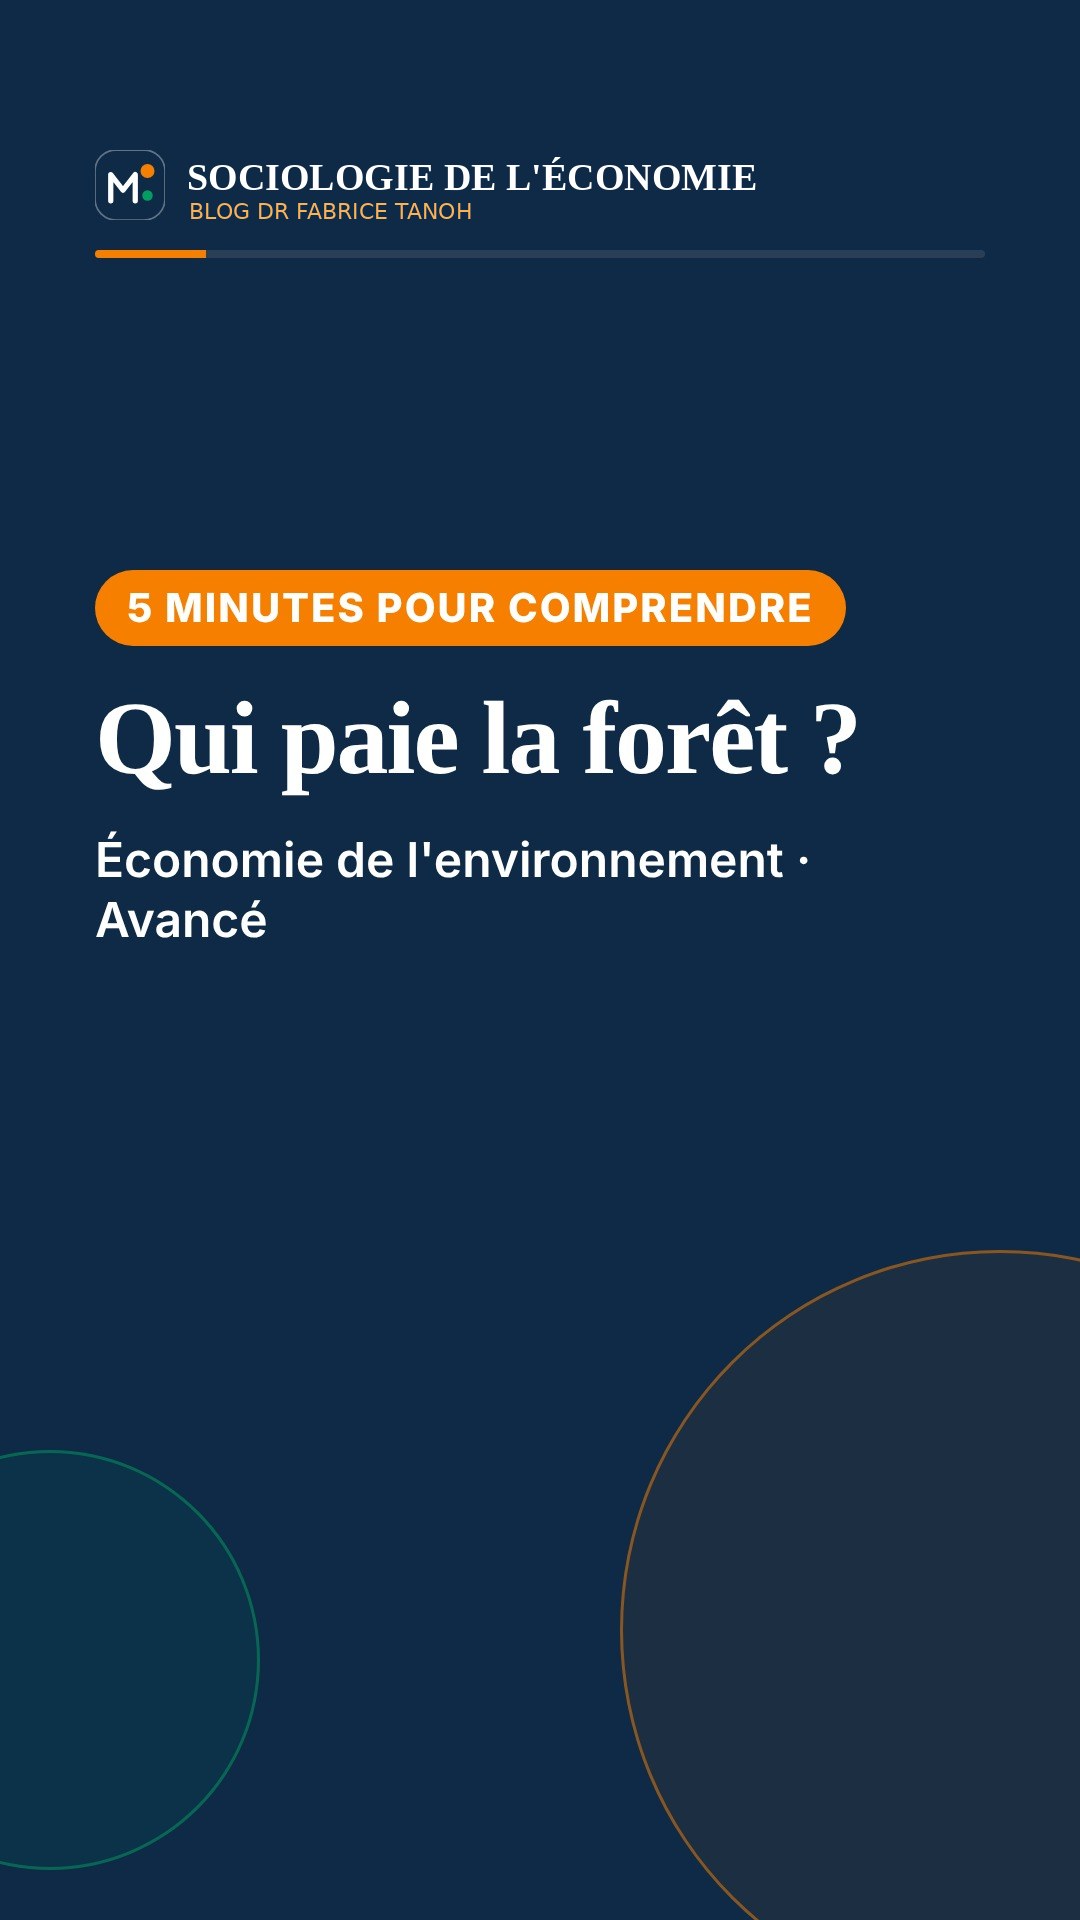 M
SOCIOLOGIE DE L'ÉCONOMIE
BLOG DR FABRICE TANOH
5 MINUTES POUR COMPRENDRE
Qui paie la forêt ?
Économie de l'environnement ·
Avancé